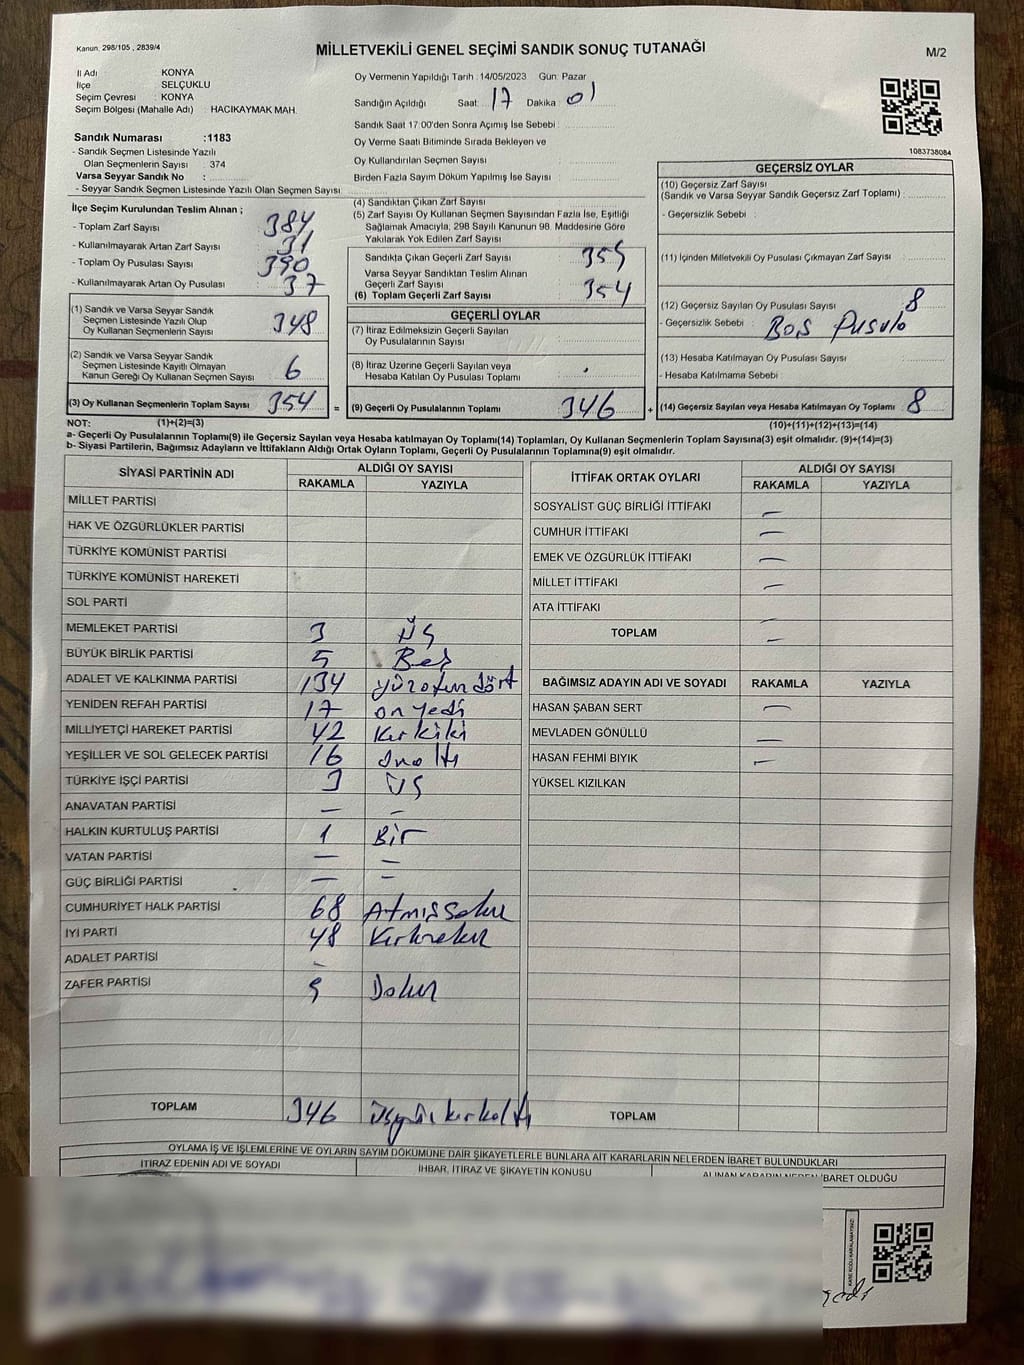 Kanun, 298/105 , 2839/4
MİLLETVEKİLİ GENEL SEÇİMİ SANDIK SONUÇ TUTANAĞI
M/2
İl Adı KONYA
İlçe SELÇUKLU
Seçim Çevresi : KONYA
Seçim Bölgesi (Mahalle Adı) : HACIKAYMAK MAH.
Sandık Numarası :1183
- Sandık Seçmen Listesinde Yazılı
Olan Seçmenlerin Sayısı : 374
Varsa Seyyar Sandık No :
- Seyyar Sandık Seçmen Listesinde Yazılı Olan Seçmen Sayısı
Oy Vermenin Yapıldığı Tarih : 14/05/2023 Gün: Pazar
Sandığın Açıldığı Saat: 17 Dakika : 01
Sandık Saat 17:00'den Sonra Açımış İse Sebebi :
Oy Verme Saati Bitiminde Sırada Bekleyen ve
Oy Kullandırılan Seçmen Sayısı :
Birden Fazla Sayım Döküm Yapılmış İse Sayısı :
1083738084
İlçe Seçim Kurulundan Teslim Alınan ;
- Toplam Zarf Sayısı : 384
- Kullanılmayarak Artan Zarf Sayısı : 31
- Toplam Oy Pusulası Sayısı : 390
- Kullanılmayarak Artan Oy Pusulası : 37
(1) Sandık ve Varsa Seyyar Sandık
Seçmen Listesinde Yazılı Olup
Oy Kullanan Seçmenlerin Sayısı 348
(2) Sandık ve Varsa Seyyar Sandık
Seçmen Listesinde Kayıtlı Olmayan
Kanun Gereği Oy Kullanan Seçmen Sayısı 6
(3) Oy Kullanan Seçmenlerin Toplam Sayısı 354
(1)+(2)=(3)
(4) Sandıktan Çıkan Zarf Sayısı
(5) Zarf Sayısı Oy Kullanan Seçmen Sayısından Fazla İse, Eşitliği
Sağlamak Amacıyla, 298 Sayılı Kanunun 98. Maddesine Göre
Yakılarak Yok Edilen Zarf Sayısı
Sandıkta Çıkan Geçerli Zarf Sayısı
Varsa Seyyar Sandıktan Teslim Alınan
Geçerli Zarf Sayısı
(6) Toplam Geçerli Zarf Sayısı 354
GEÇERLİ OYLAR
(7) İtiraz Edilmeksizin Geçerli Sayılan
Oy Pusulalarının Sayısı :
(8) İtiraz Üzerine Geçerli Sayılan veya
Hesaba Katılan Oy Pusulası Toplamı :
= (9) Geçerli Oy Pusulalarının Toplamı 346 +
GEÇERSİZ OYLAR
(10) Geçersiz Zarf Sayısı
(Sandık ve Varsa Seyyar Sandık Geçersiz Zarf Toplamı) :
- Geçersizlik Sebebi :
(11) İçinden Milletvekili Oy Pusulası Çıkmayan Zarf Sayısı
(12) Geçersiz Sayılan Oy Pusulası Sayısı : 8
- Geçersizlik Sebebi : Boş Pusula
(13) Hesaba Katılmayan Oy Pusulası Sayısı :
- Hesaba Katılmama Sebebi :
(14) Geçersiz Sayılan veya Hesaba Katılmayan Oy Toplamı : 8
(10)+(11)+(12)+(13)=(14)
NOT:
a- Geçerli Oy Pusulalarının Toplamı(9) ile Geçersiz Sayılan veya Hesaba katılmayan Oy Toplamı(14) Toplamları, Oy Kullanan Seçmenlerin Toplam Sayısına(3) eşit olmalıdır. (9)+(14)=(3)
b- Siyasi Partilerin, Bağımsız Adayların ve İttifakların Aldığı Ortak Oyların Toplamı, Geçerli Oy Pusulalarının Toplamına(9) eşit olmalıdır.
SİYASİ PARTİNİN ADI ALDIĞI OY SAYISI
RAKAMLA YAZIYLA
MİLLET PARTİSİ
HAK VE ÖZGÜRLÜKLER PARTİSİ
TÜRKİYE KOMÜNİST PARTİSİ
TÜRKİYE KOMÜNİST HAREKETİ
SOL PARTİ
MEMLEKET PARTİSİ 3 Üç
BÜYÜK BİRLİK PARTİSİ 5 Beş
ADALET VE KALKINMA PARTİSİ 134 yüzotuzdört
YENİDEN REFAH PARTİSİ 17 onyedi
MİLLİYETÇİ HAREKET PARTİSİ 42 Kırkiki
YEŞİLLER VE SOL GELECEK PARTİSİ 16 Onaltı
TÜRKİYE İŞÇİ PARTİSİ 3 Üç
ANAVATAN PARTİSİ – –
HALKIN KURTULUŞ PARTİSİ 1 Bir
VATAN PARTİSİ – –
GÜÇ BİRLİĞİ PARTİSİ – –
CUMHURİYET HALK PARTİSİ 68 Atmışsekiz
İYİ PARTİ 48 Kırksekiz
ADALET PARTİSİ –
ZAFER PARTİSİ 9 Dokuz
TOPLAM 346 üçyüzkırkaltı
İTTİFAK ORTAK OYLARI ALDIĞI OY SAYISI
RAKAMLA YAZIYLA
SOSYALİST GÜÇ BİRLİĞİ İTTİFAKI –
CUMHUR İTTİFAKI –
EMEK VE ÖZGÜRLÜK İTTİFAKI –
MİLLET İTTİFAKI –
ATA İTTİFAKI –
TOPLAM –
BAĞIMSIZ ADAYIN ADI VE SOYADI RAKAMLA YAZIYLA
HASAN ŞABAN SERT –
MEVLADEN GÖNÜLLÜ –
HASAN FEHMİ BIYIK –
YÜKSEL KIZILKAN
TOPLAM
OYLAMA İŞ VE İŞLEMLERİNE VE OYLARIN SAYIM DÖKÜMÜNE DAİR ŞİKAYETLERLE BUNLARA AİT KARARLARIN NELERDEN İBARET BULUNDUKLARI
İTİRAZ EDENİN ADI VE SOYADI İHBAR, İTİRAZ VE ŞİKAYETİN KONUSU ALINAN KARARIN NEDEN İBARET OLDUĞU